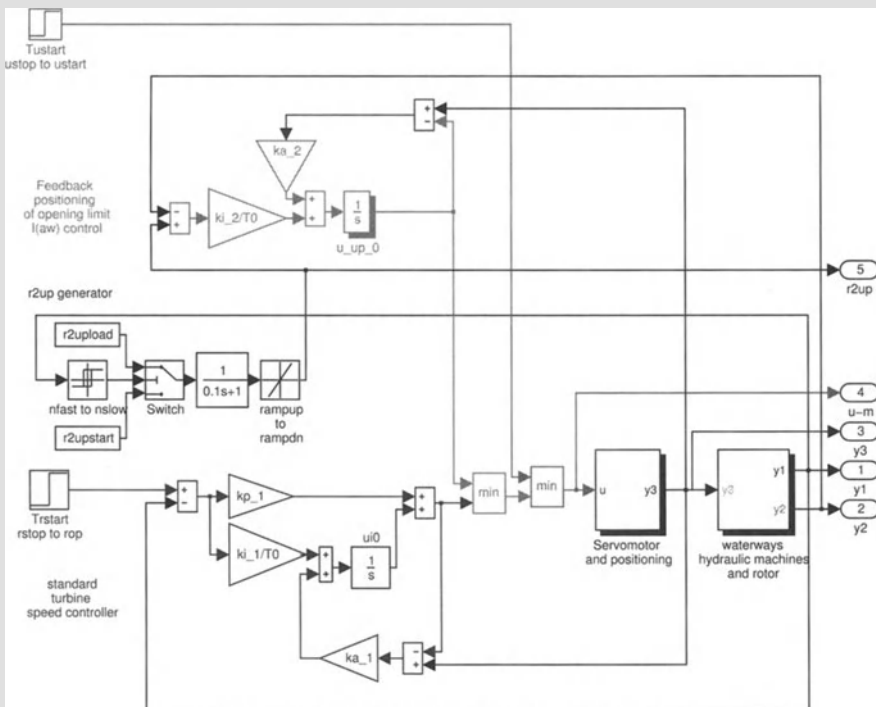 Tustart
ustop to ustart
+
−
ka_2
Feedback
positioning
of opening limit
I(aw) control
−
+
ki_2/T0
+
+
1
s
u_up_0
5
r2up
r2up generator
r2upload
nfast to nslow
r2upstart
Switch
1
0.1s+1
rampup
to
rampdn
4
u−m
3
y3
1
y1
2
y2
Trstart
rstop to rop
+
−
kp_1
+
+
min
min
u
y3
Servomotor
and positioning
y3
y1
y2
waterways
hydraulic machines
and rotor
ki_1/T0
+
+
ui0
1
s
standard
turbine
speed controller
ka_1
−
+